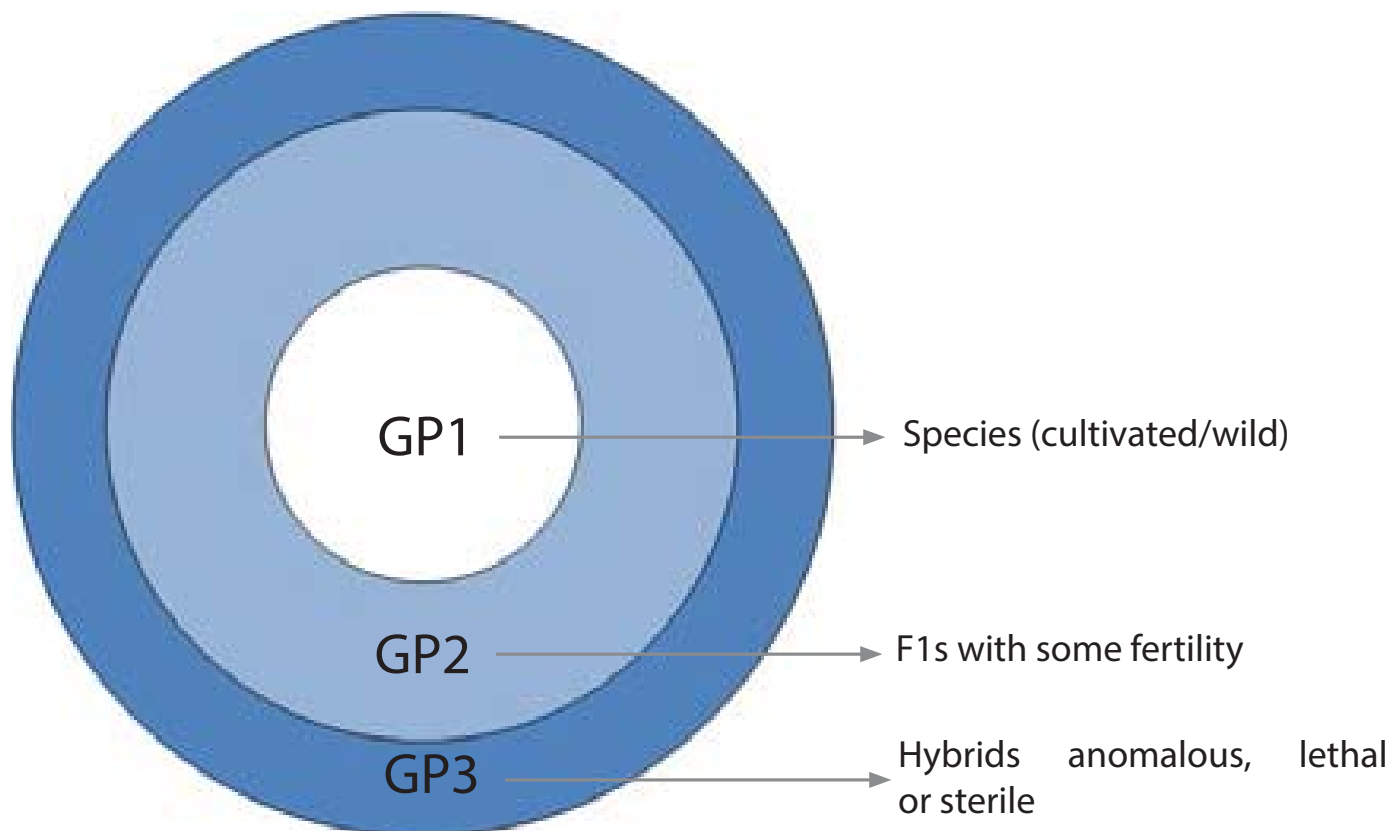 GP1
Species (cultivated/wild)
GP2
F1s with some fertility
GP3
Hybrids anomalous, lethal
or sterile